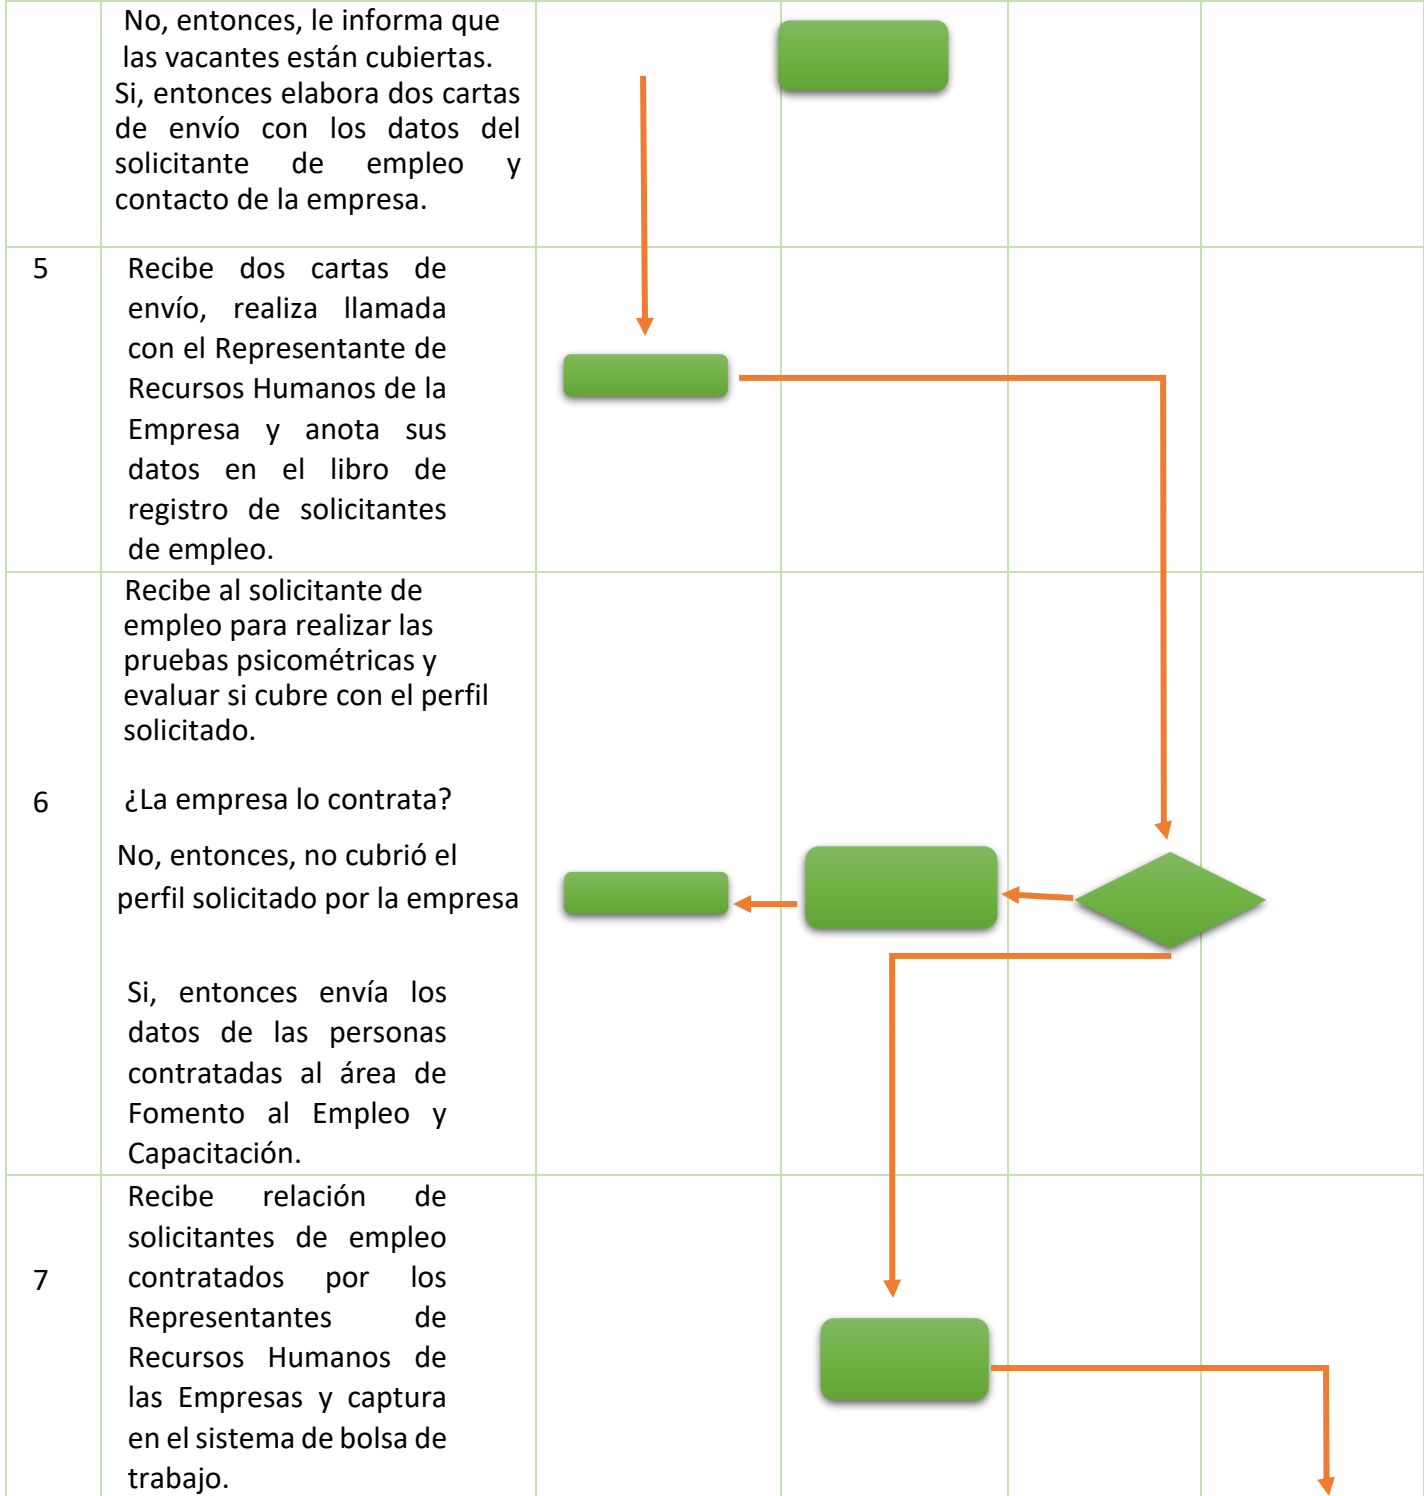 No, entonces, le informa que
las vacantes están cubiertas.
Si, entonces elabora dos cartas
de envío con los datos del
solicitante de empleo y
contacto de la empresa.
5
Recibe dos cartas de
envío, realiza llamada
con el Representante de
Recursos Humanos de la
Empresa y anota sus
datos en el libro de
registro de solicitantes
de empleo.
6
Recibe al solicitante de
empleo para realizar las
pruebas psicométricas y
evaluar si cubre con el perfil
solicitado.
¿La empresa lo contrata?
No, entonces, no cubrió el
perfil solicitado por la empresa
Si, entonces envía los
datos de las personas
contratadas al área de
Fomento al Empleo y
Capacitación.
7
Recibe relación de
solicitantes de empleo
contratados por los
Representantes de
Recursos Humanos de
las Empresas y captura
en el sistema de bolsa de
trabajo.